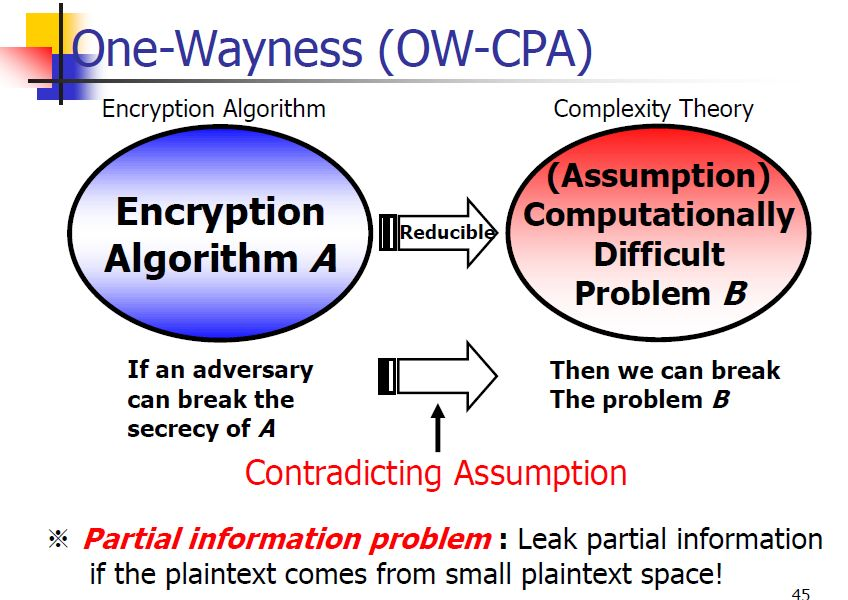 One-Wayness (OW-CPA)
Encryption Algorithm
Complexity Theory
Encryption
Algorithm A
Reducible
(Assumption)
Computationally
Difficult
Problem B
If an adversary
can break the
secrecy of A
Then we can break
The problem B
Contradicting Assumption
※ Partial information problem : Leak partial information
if the plaintext comes from small plaintext space!
45